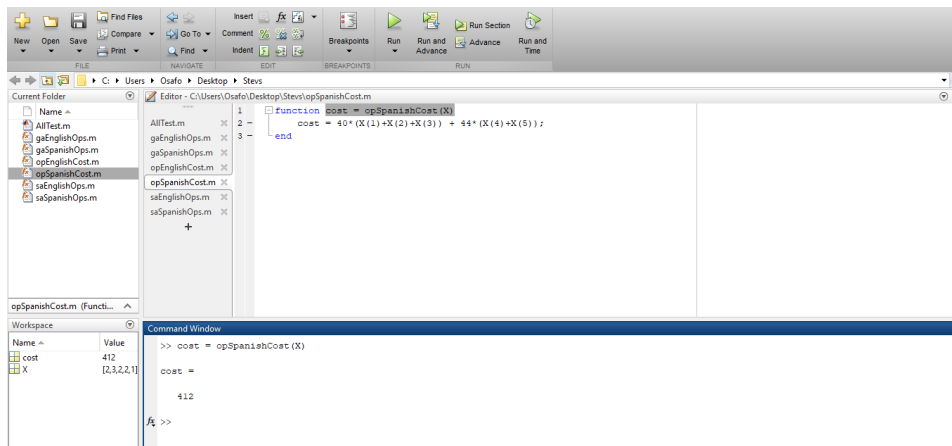 Insert fx
Find Files
Compare
Print
Go To
Find
Comment
Indent
New Open Save
Breakpoints
Run
Run and Advance
Run Section
Advance
Run and Time
FILE NAVIGATE EDIT BREAKPOINTS RUN
C: Users Osafo Desktop Stevs
Current Folder
Name
AllTest.m
gaEnglishOps.m
gaSpanishOps.m
opEnglishCost.m
opSpanishCost.m
saEnglishOps.m
saSpanishOps.m
opSpanishCost.m (Functi...
Editor - C:\Users\Osafo\Desktop\Stevs\opSpanishCost.m
AllTest.m
gaEnglishOps.m
gaSpanishOps.m
opEnglishCost.m
opSpanishCost.m
saEnglishOps.m
saSpanishOps.m
+
1 function cost = opSpanishCost(X)
2 – cost = 40*(X(1)+X(2)+X(3)) + 44*(X(4)+X(5));
3 – end
Workspace
Name Value
cost 412
X [2,3,2,2,1]
Command Window
>> cost = opSpanishCost(X)
cost =
412
fx >>